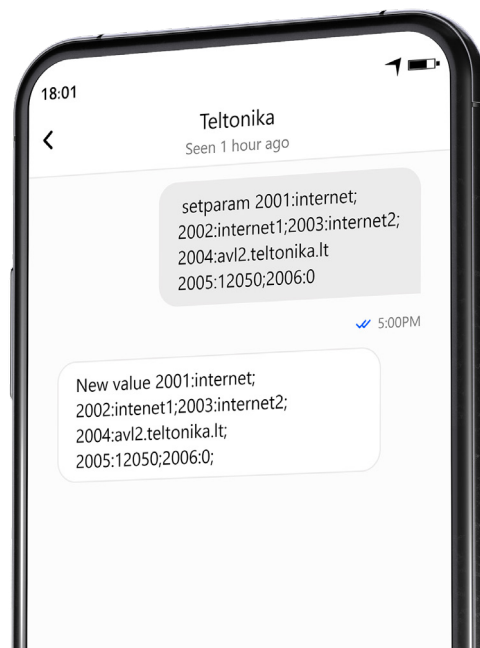 18:01
Teltonika
Seen 1 hour ago
setparam 2001:internet;
2002:internet1;2003:internet2;
2004:avl2.teltonika.lt
2005:12050;2006:0
5:00PM
New value 2001:internet;
2002:intenet1;2003:internet2;
2004:avl2.teltonika.lt;
2005:12050;2006:0;